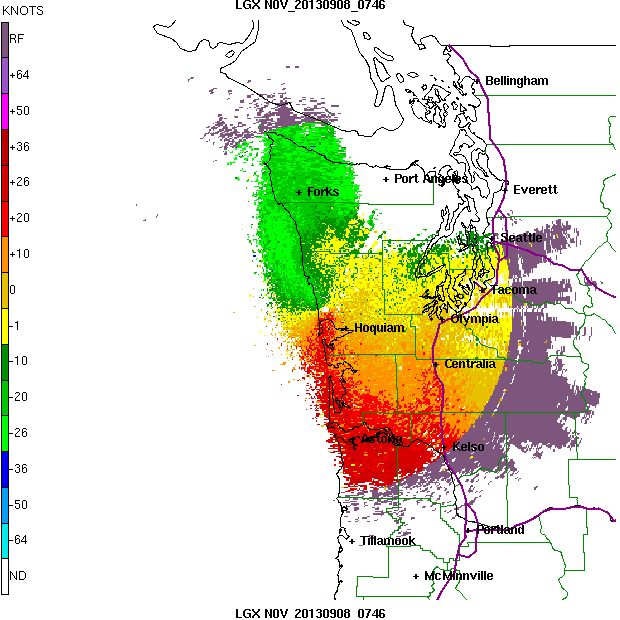 LGX N0V_20130908_0746
KNOTS
RF
+64
+50
+36
+26
+20
+10
0
-1
-10
-20
-26
-36
-50
-64
ND
Bellingham
Port Angeles
Everett
Forks
Seattle
Tacoma
Olympia
Hoquiam
Centralia
Astoria
Kelso
Portland
Tillamook
McMinnville
LGX N0V_20130908_0746